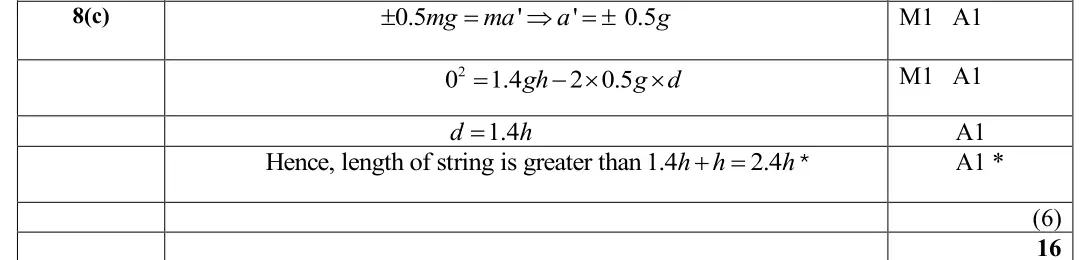 8(c) ±0.5mg = ma' ⇒ a' = ± 0.5g M1 A1
0² = 1.4gh − 2×0.5g×d M1 A1
d = 1.4h A1
Hence, length of string is greater than 1.4h + h = 2.4h * A1 *
(6)
16